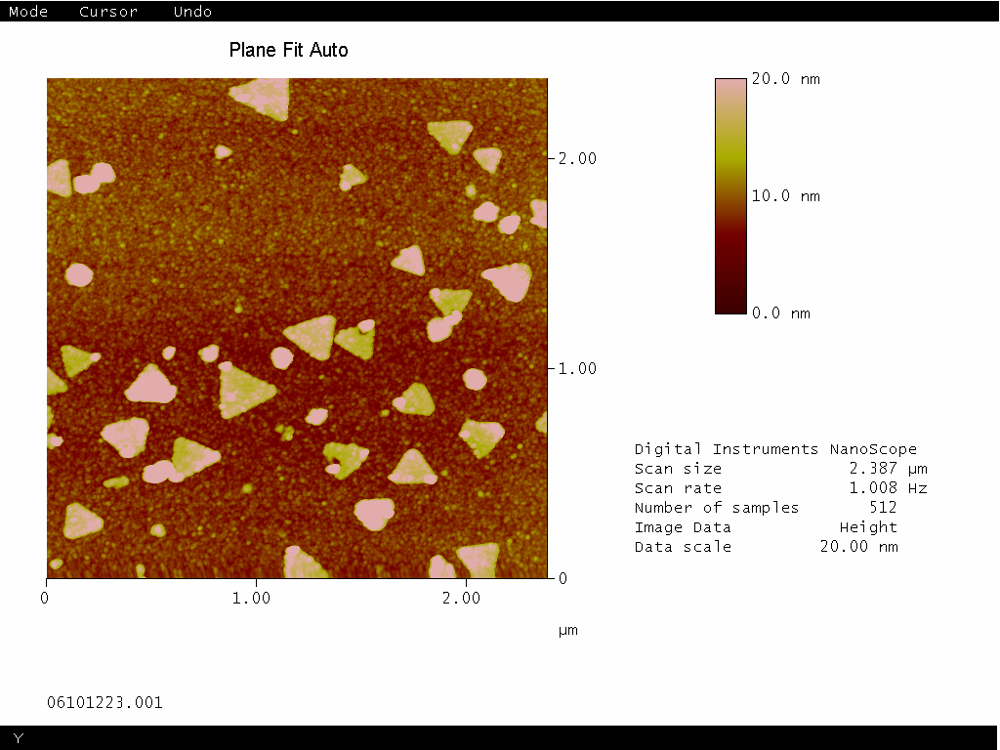 Mode Cursor Undo
Plane Fit Auto
20.0 nm
2.00
10.0 nm
0.0 nm
1.00
Digital Instruments NanoScope
Scan size 2.387 µm
Scan rate 1.008 Hz
Number of samples 512
Image Data Height
Data scale 20.00 nm
0
0 1.00 2.00
µm
06101223.001
Y